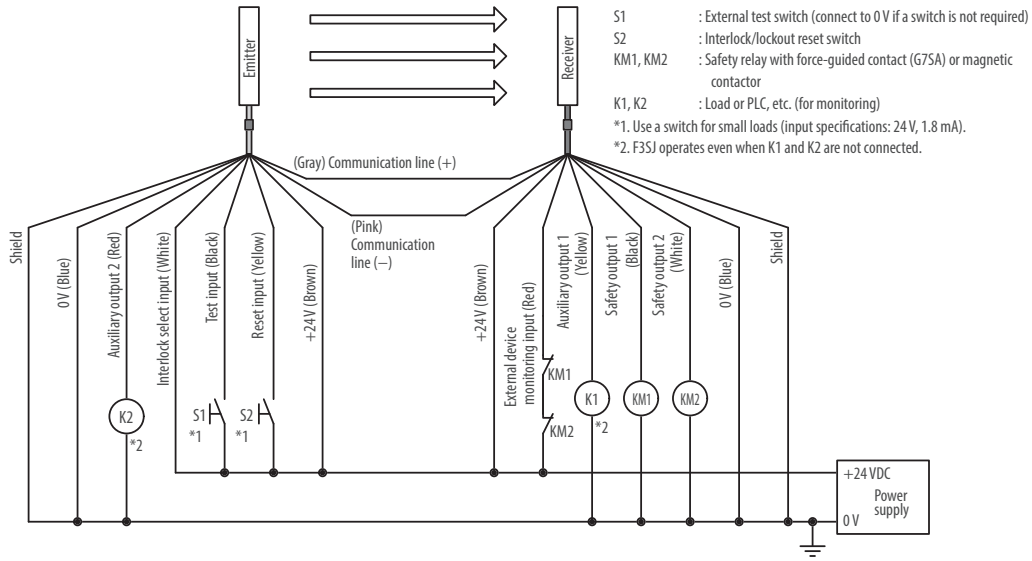 Emitter
Receiver
S1 : External test switch (connect to 0 V if a switch is not required)
S2 : Interlock/lockout reset switch
KM1, KM2 : Safety relay with force-guided contact (G7SA) or magnetic
contactor
K1, K2 : Load or PLC, etc. (for monitoring)
*1. Use a switch for small loads (input specifications: 24 V, 1.8 mA).
*2. F3SJ operates even when K1 and K2 are not connected.
(Gray) Communication line (+)
(Pink)
Communication
line (−)
Shield
0 V (Blue)
Auxiliary output 2 (Red)
Interlock select input (White)
Test input (Black)
Reset input (Yellow)
+24 V (Brown)
+24 V (Brown)
External device
monitoring input (Red)
Auxiliary output 1
(Yellow)
Safety output 1
(Black)
Safety output 2
(White)
0 V (Blue)
Shield
K2
*2
S1
*1
S2
*1
KM1
KM2
K1
*2
KM1
KM2
+24 VDC
Power
supply
0 V